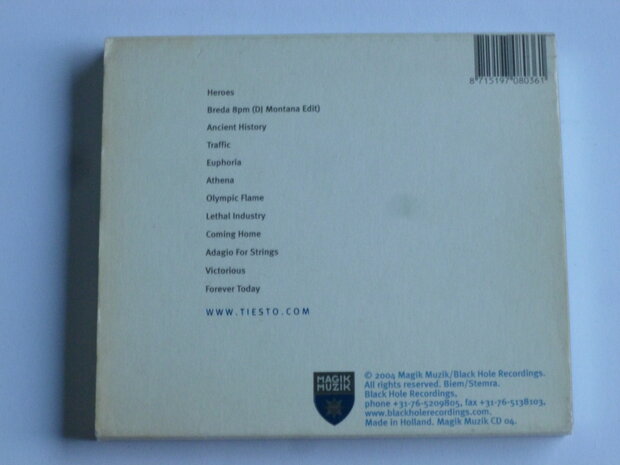 8 715197 080361
Heroes
Breda 8pm (DJ Montana Edit)
Ancient History
Traffic
Euphoria
Athena
Olympic Flame
Lethal Industry
Coming Home
Adagio For Strings
Victorious
Forever Today
WWW.TIESTO.COM
MAGIK
MUZIK
© 2004 Magik Muzik/Black Hole Recordings.
All rights reserved. Biem/Stemra.
Black Hole Recordings,
phone +31-76-5209805, fax +31-76-5138103,
www.blackholerecordings.com.
Made in Holland. Magik Muzik CD 04.